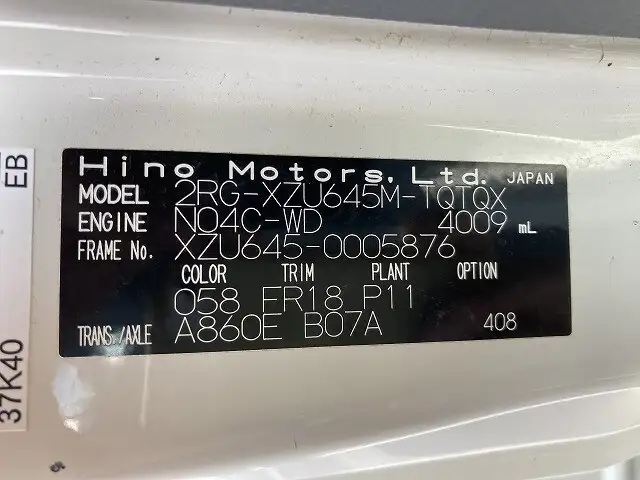 Hino Motors, Ltd. JAPAN
MODEL 2RG-XZU645M-TQTQX
ENGINE N04C-WD 4009 mL
FRAME No. XZU645-0005876
COLOR TRIM PLANT OPTION
058 FR18 P11
TRANS./AXLE A860E B07A 408
EB
37K40